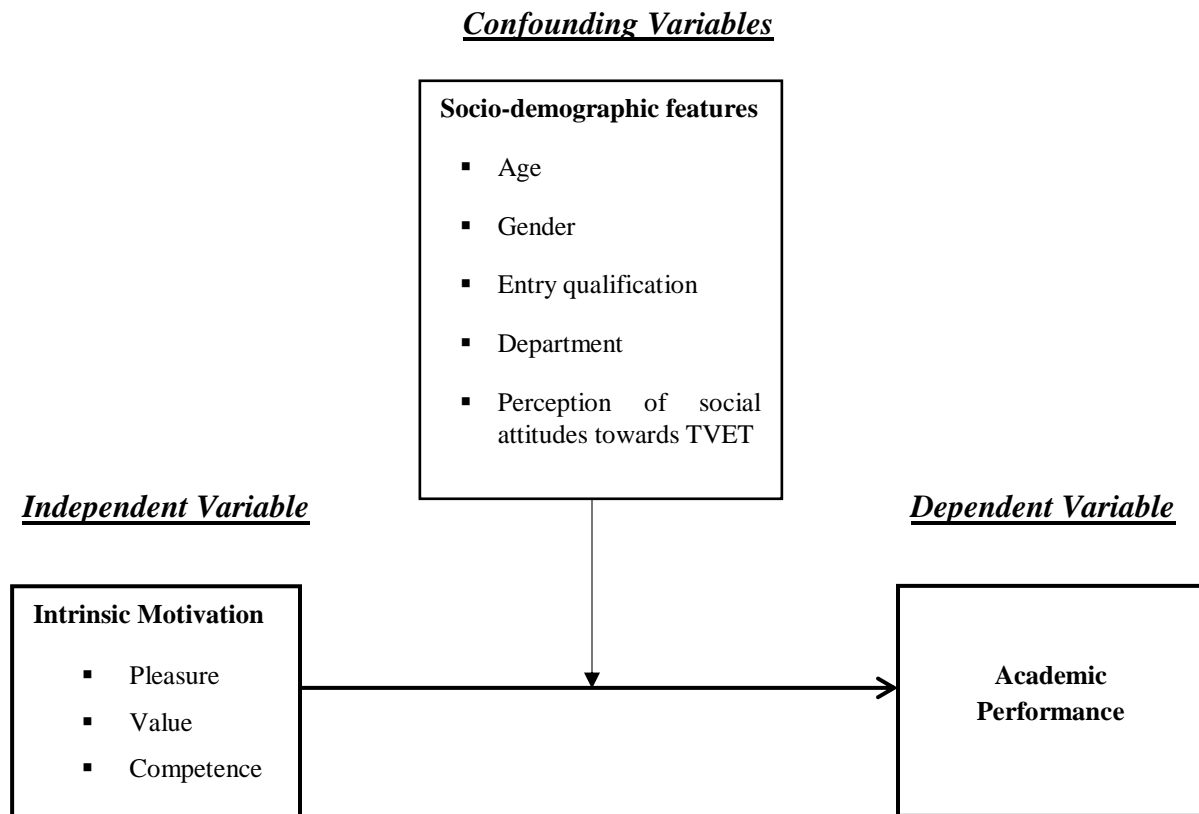 Confounding Variables
Socio-demographic features
▪ Age
▪ Gender
▪ Entry qualification
▪ Department
▪ Perception of social
attitudes towards TVET
Independent Variable
Dependent Variable
Intrinsic Motivation
▪ Pleasure
▪ Value
▪ Competence
Academic
Performance